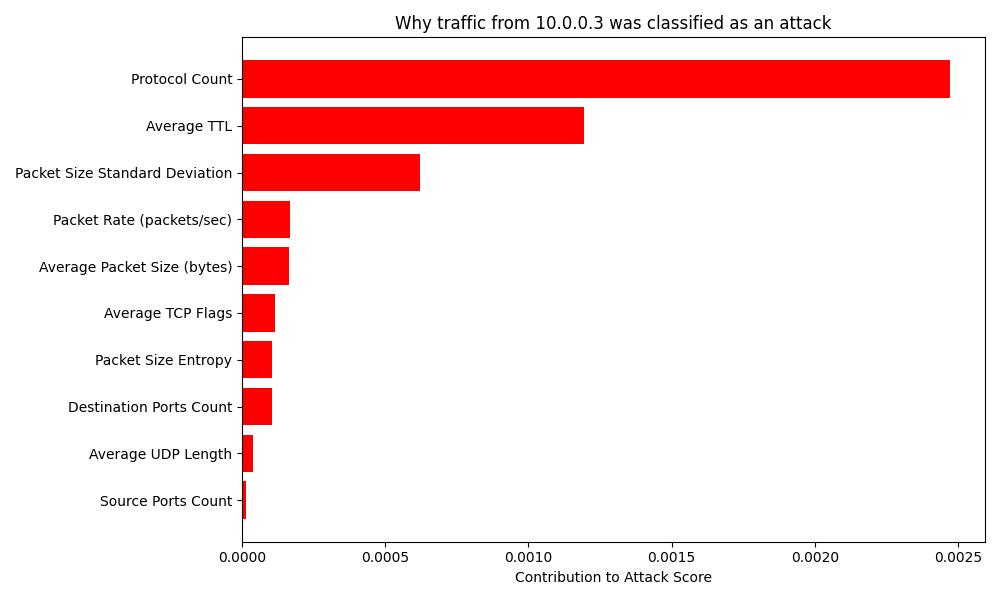 Why traffic from 10.0.0.3 was classified as an attack
Protocol Count
Average TTL
Packet Size Standard Deviation
Packet Rate (packets/sec)
Average Packet Size (bytes)
Average TCP Flags
Packet Size Entropy
Destination Ports Count
Average UDP Length
Source Ports Count
0.0000 0.0005 0.0010 0.0015 0.0020 0.0025
Contribution to Attack Score